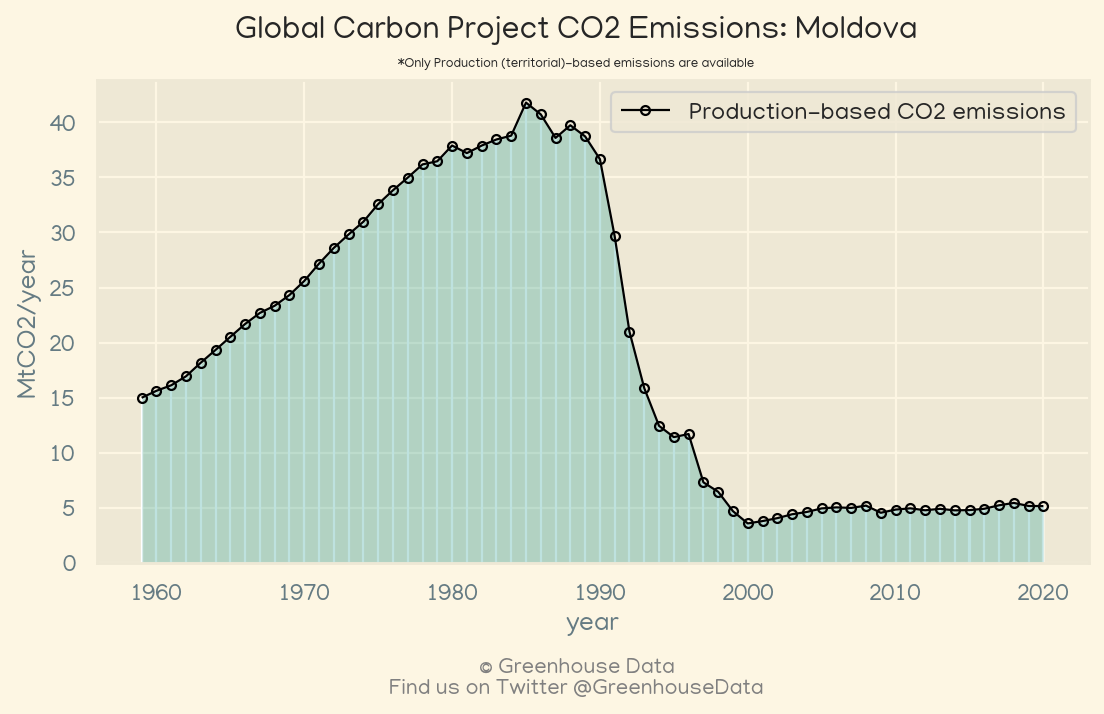 Global Carbon Project CO2 Emissions: Moldova
*Only Production (territorial)-based emissions are available
Production-based CO2 emissions
40
35
30
25
20
15
10
5
0
MtCO2/year
1960 1970 1980 1990 2000 2010 2020
year
© Greenhouse Data
Find us on Twitter @GreenhouseData